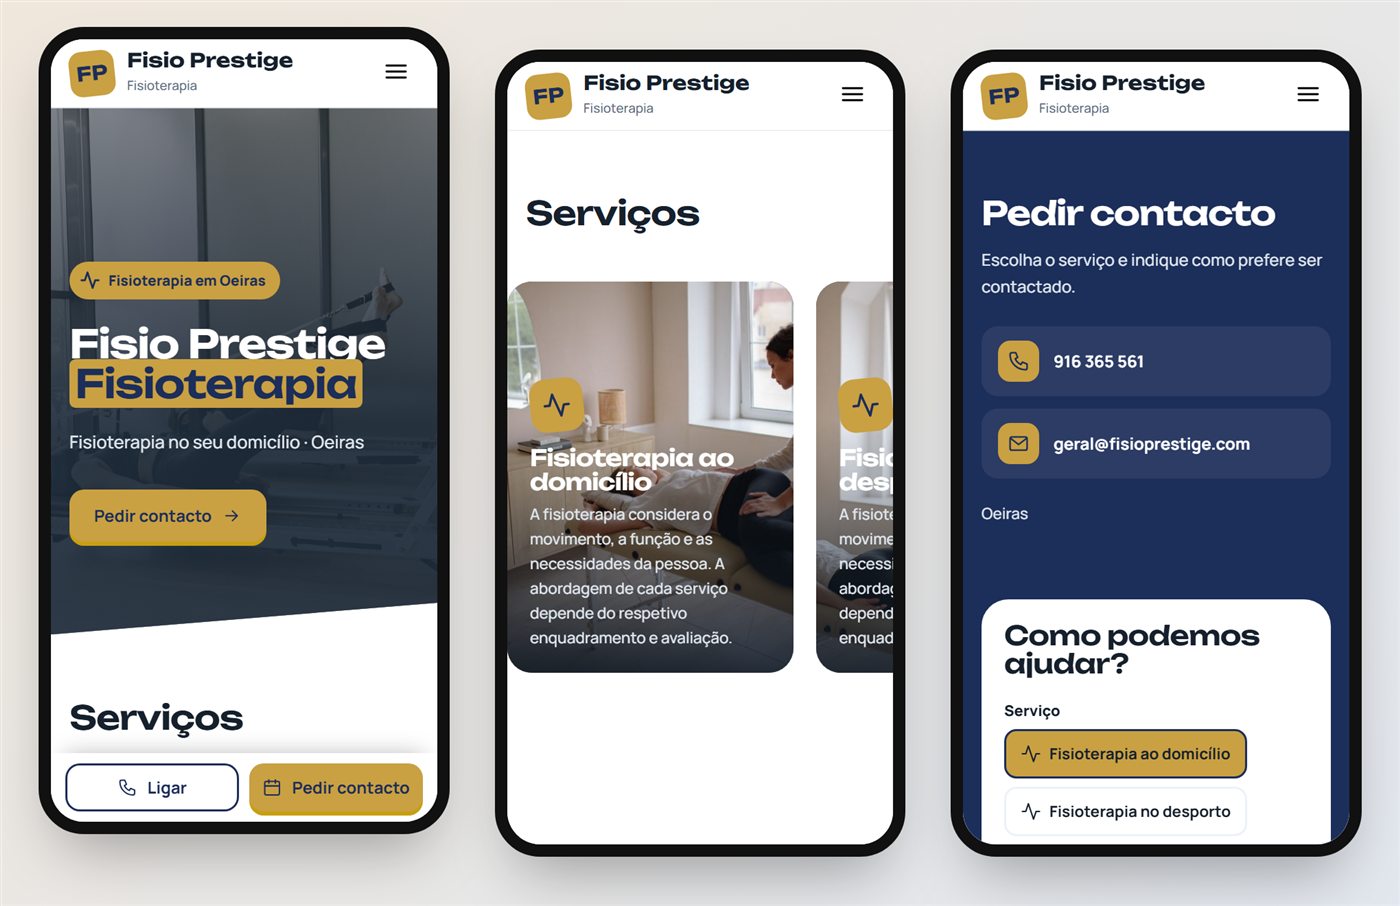 FP
Fisio Prestige
Fisioterapia
Fisioterapia em Oeiras
Fisio Prestige
Fisioterapia
Fisioterapia no seu domicílio · Oeiras
Pedir contacto
Serviços
Ligar
Pedir contacto
FP
Fisio Prestige
Fisioterapia
Serviços
Fisioterapia ao
domicílio
A fisioterapia considera o
movimento, a função e as
necessidades da pessoa. A
abordagem de cada serviço
depende do respetivo
enquadramento e avaliação.
FP
Fisio Prestige
Fisioterapia
Pedir contacto
Escolha o serviço e indique como prefere ser
contactado.
916 365 561
geral@fisioprestige.com
Oeiras
Como podemos
ajudar?
Serviço
Fisioterapia ao domicílio
Fisioterapia no desporto